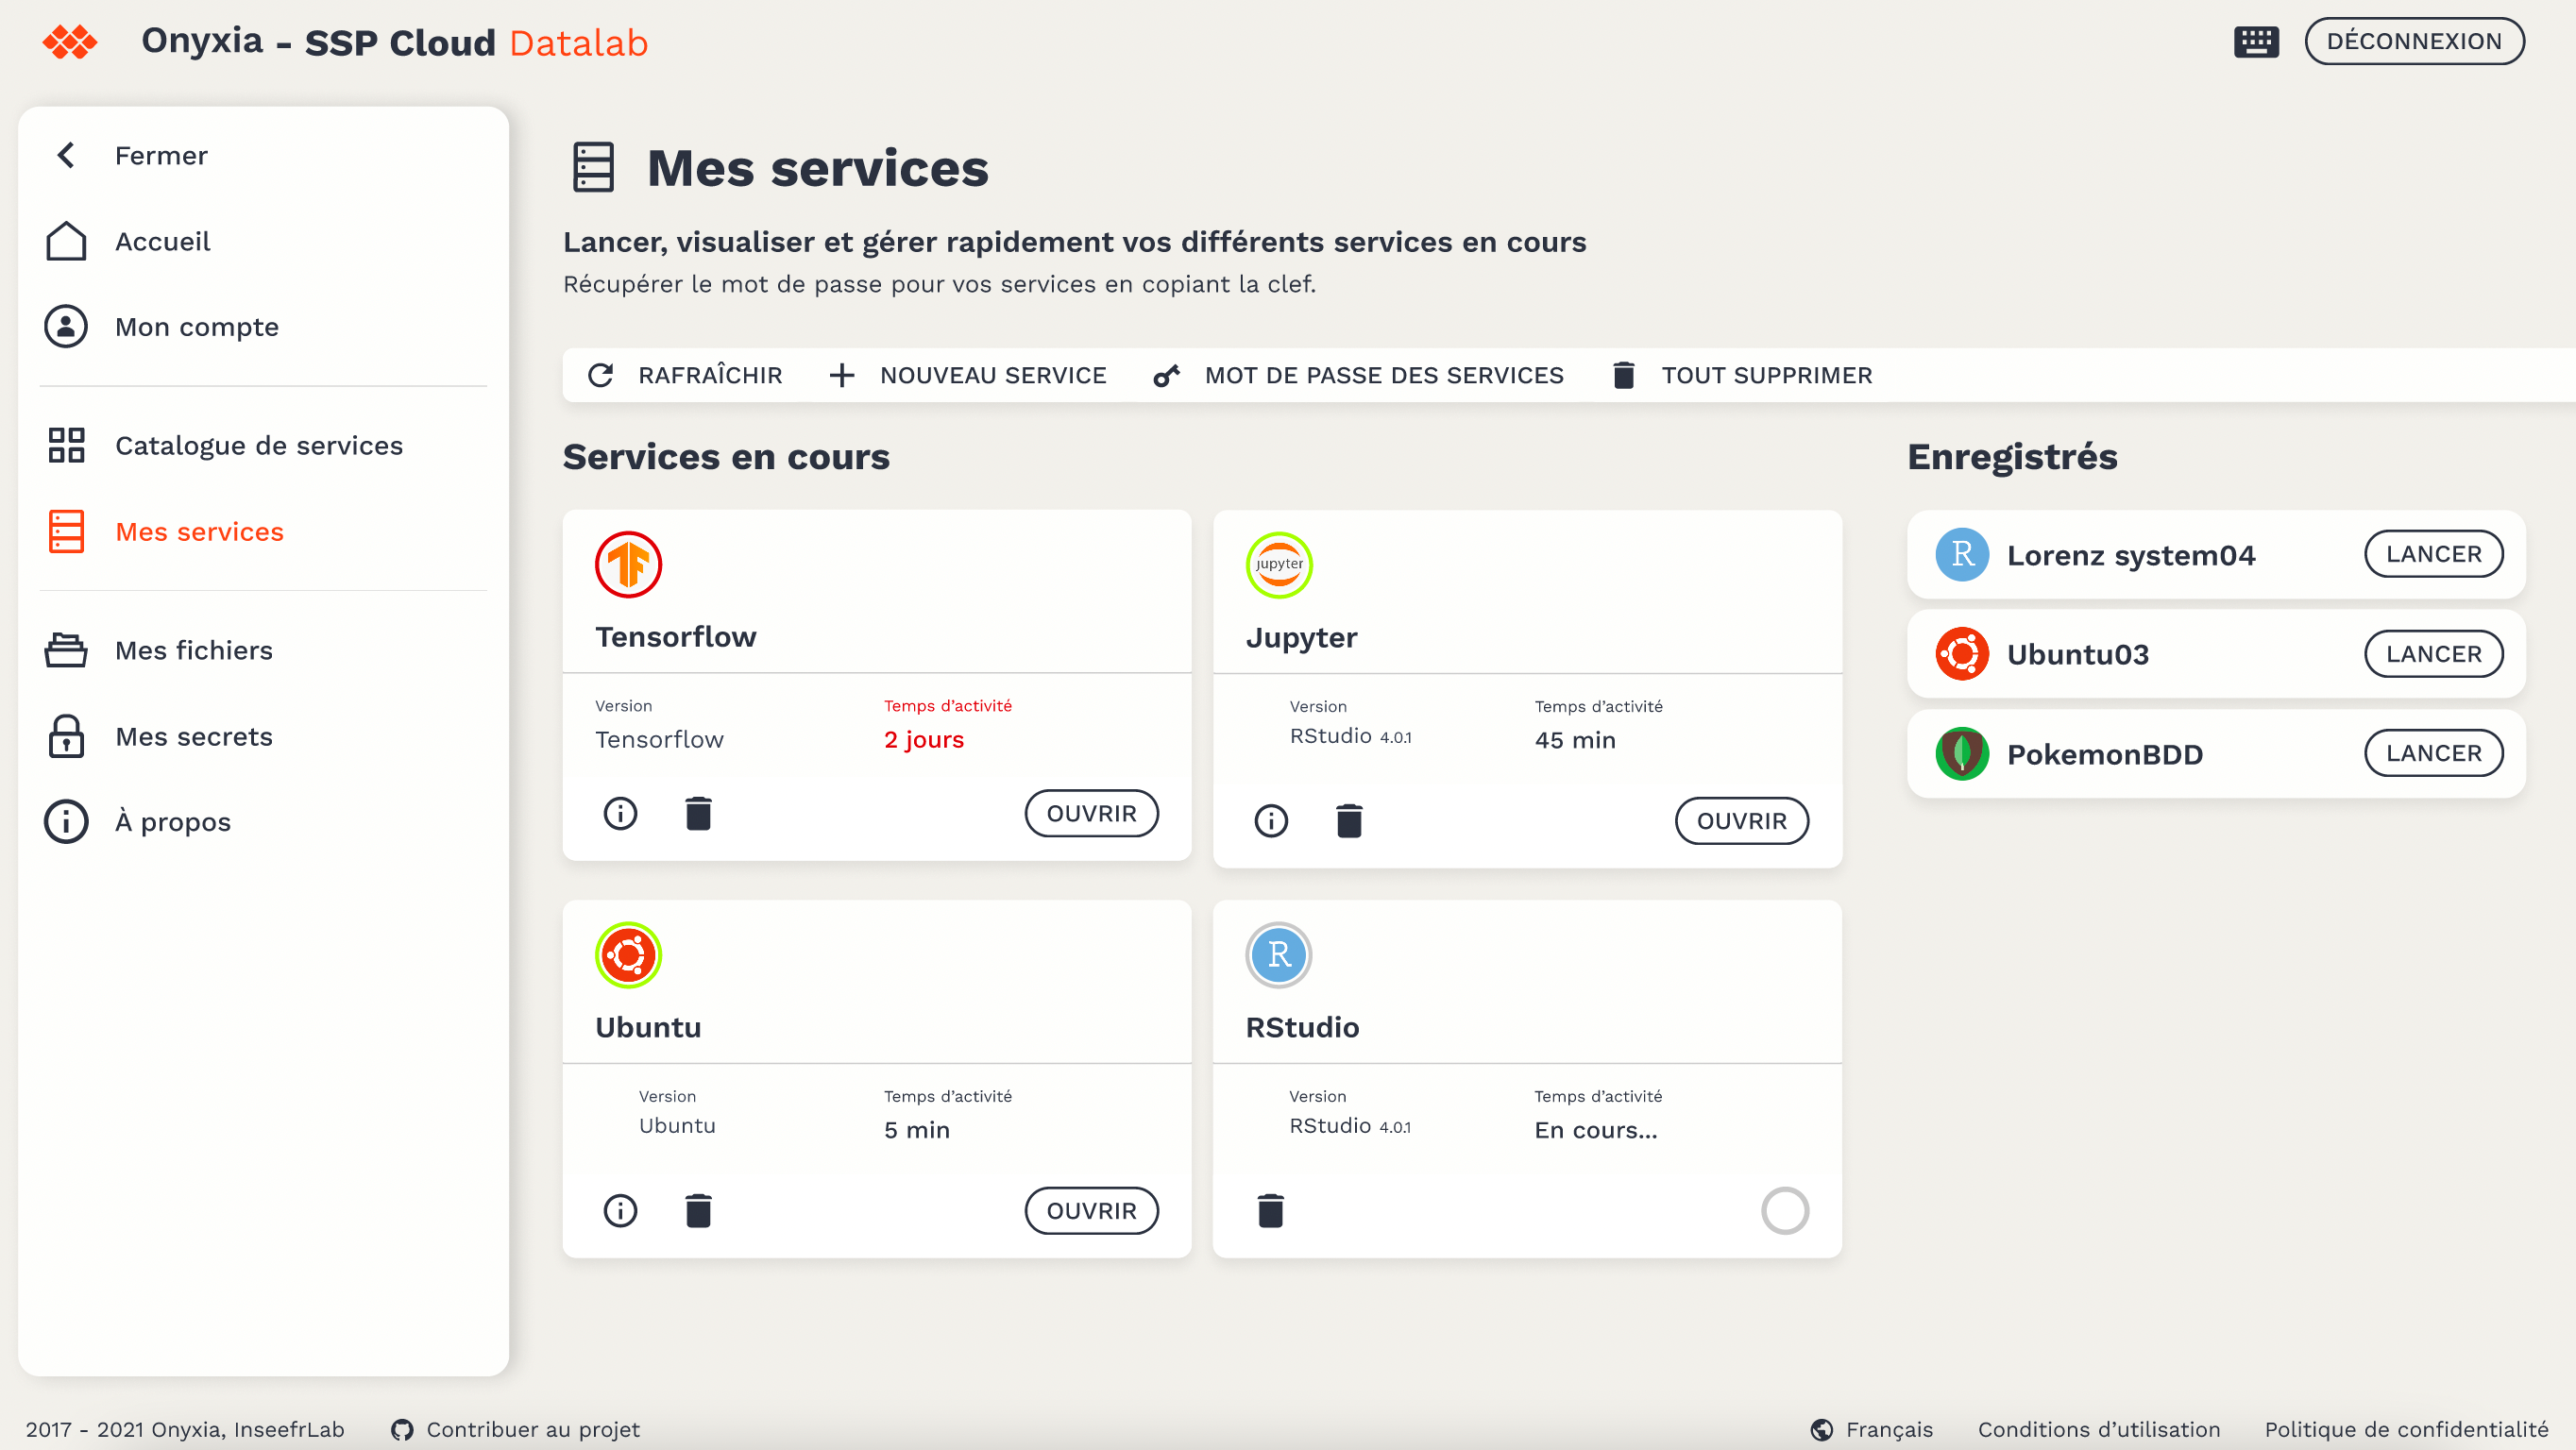 Onyxia - SSP Cloud Datalab
DÉCONNEXION
Fermer
Accueil
Mon compte
Catalogue de services
Mes services
Mes fichiers
Mes secrets
À propos
Mes services
Lancer, visualiser et gérer rapidement vos différents services en cours
Récupérer le mot de passe pour vos services en copiant la clef.
RAFRAÎCHIR
NOUVEAU SERVICE
MOT DE PASSE DES SERVICES
TOUT SUPPRIMER
Services en cours
Tensorflow
Version
Temps d’activité
Tensorflow
2 jours
OUVRIR
jupyter
Jupyter
Version
Temps d’activité
RStudio 4.0.1
45 min
OUVRIR
Ubuntu
Version
Temps d’activité
Ubuntu
5 min
OUVRIR
R
RStudio
Version
Temps d’activité
RStudio 4.0.1
En cours...
Enregistrés
R
Lorenz system04
LANCER
Ubuntu03
LANCER
PokemonBDD
LANCER
2017 - 2021 Onyxia, InseefrLab
Contribuer au projet
Français
Conditions d’utilisation
Politique de confidentialité